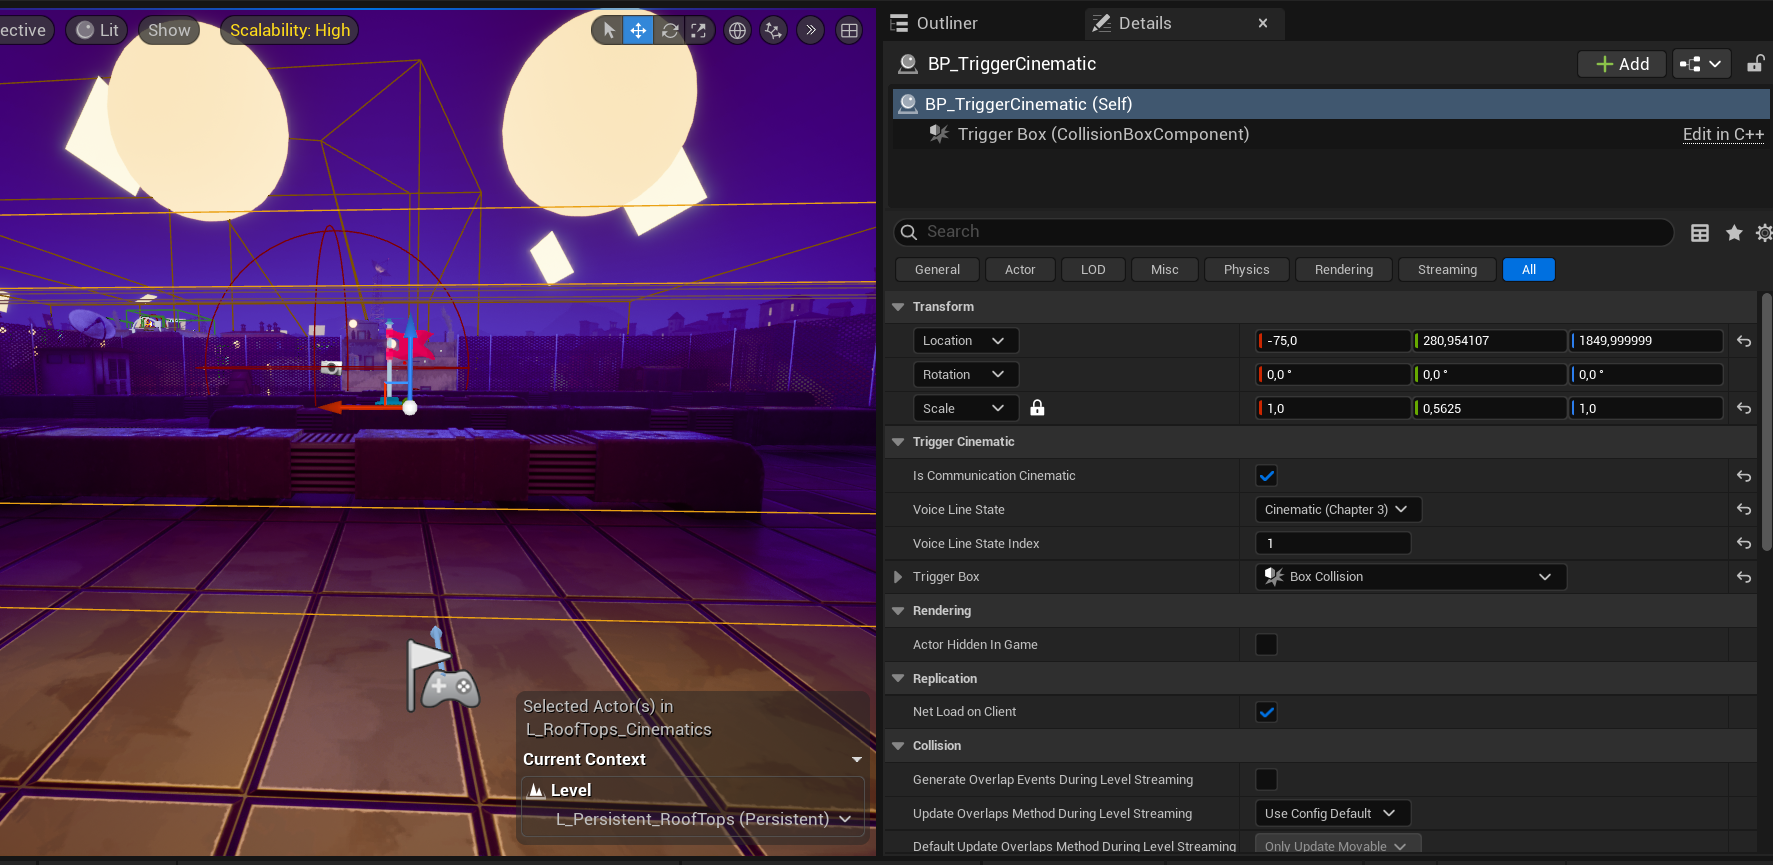 ective
Lit
Show
Scalability: High
Selected Actor(s) in
L_RoofTops_Cinematics
Current Context
Level
L_Persistent_RoofTops (Persistent)
Outliner
Details
BP_TriggerCinematic
Add
BP_TriggerCinematic (Self)
Trigger Box (CollisionBoxComponent)
Edit in C++
Search
General
Actor
LOD
Misc
Physics
Rendering
Streaming
All
Transform
Location
-75,0
280,954107
1849,999999
Rotation
0,0 °
0,0 °
0,0 °
Scale
1,0
0,5625
1,0
Trigger Cinematic
Is Communication Cinematic
Voice Line State
Cinematic (Chapter 3)
Voice Line State Index
1
Trigger Box
Box Collision
Rendering
Actor Hidden In Game
Replication
Net Load on Client
Collision
Generate Overlap Events During Level Streaming
Update Overlaps Method During Level Streaming
Use Config Default
Default Update Overlaps Method During Level Streaming
Only Update Movable